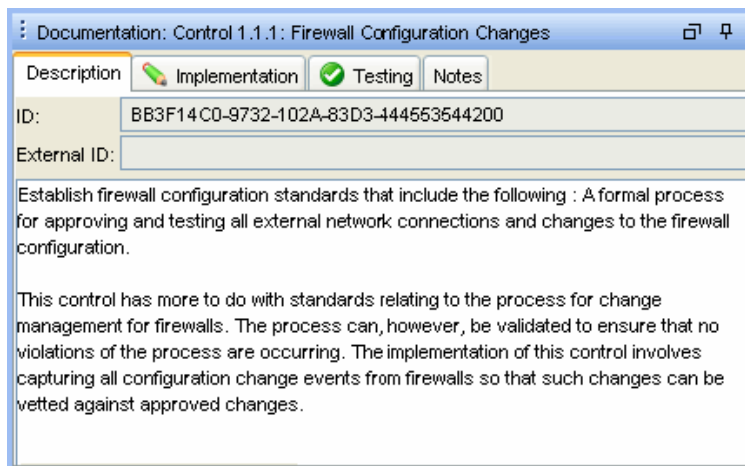 Documentation: Control 1.1.1: Firewall Configuration Changes
Description Implementation Testing Notes
ID: BB3F14C0-9732-102A-83D3-444553544200
External ID:
Establish firewall configuration standards that include the following : A formal process
for approving and testing all external network connections and changes to the firewall
configuration.
This control has more to do with standards relating to the process for change
management for firewalls. The process can, however, be validated to ensure that no
violations of the process are occurring. The implementation of this control involves
capturing all configuration change events from firewalls so that such changes can be
vetted against approved changes.